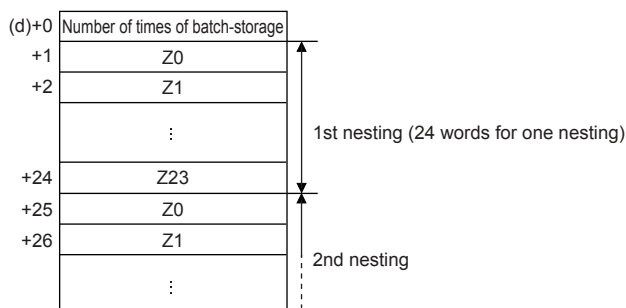 (d)+0 Number of times of batch-storage
+1 Z0
+2 Z1
⋮
1st nesting (24 words for one nesting)
+24 Z23
+25 Z0
+26 Z1
2nd nesting
⋮